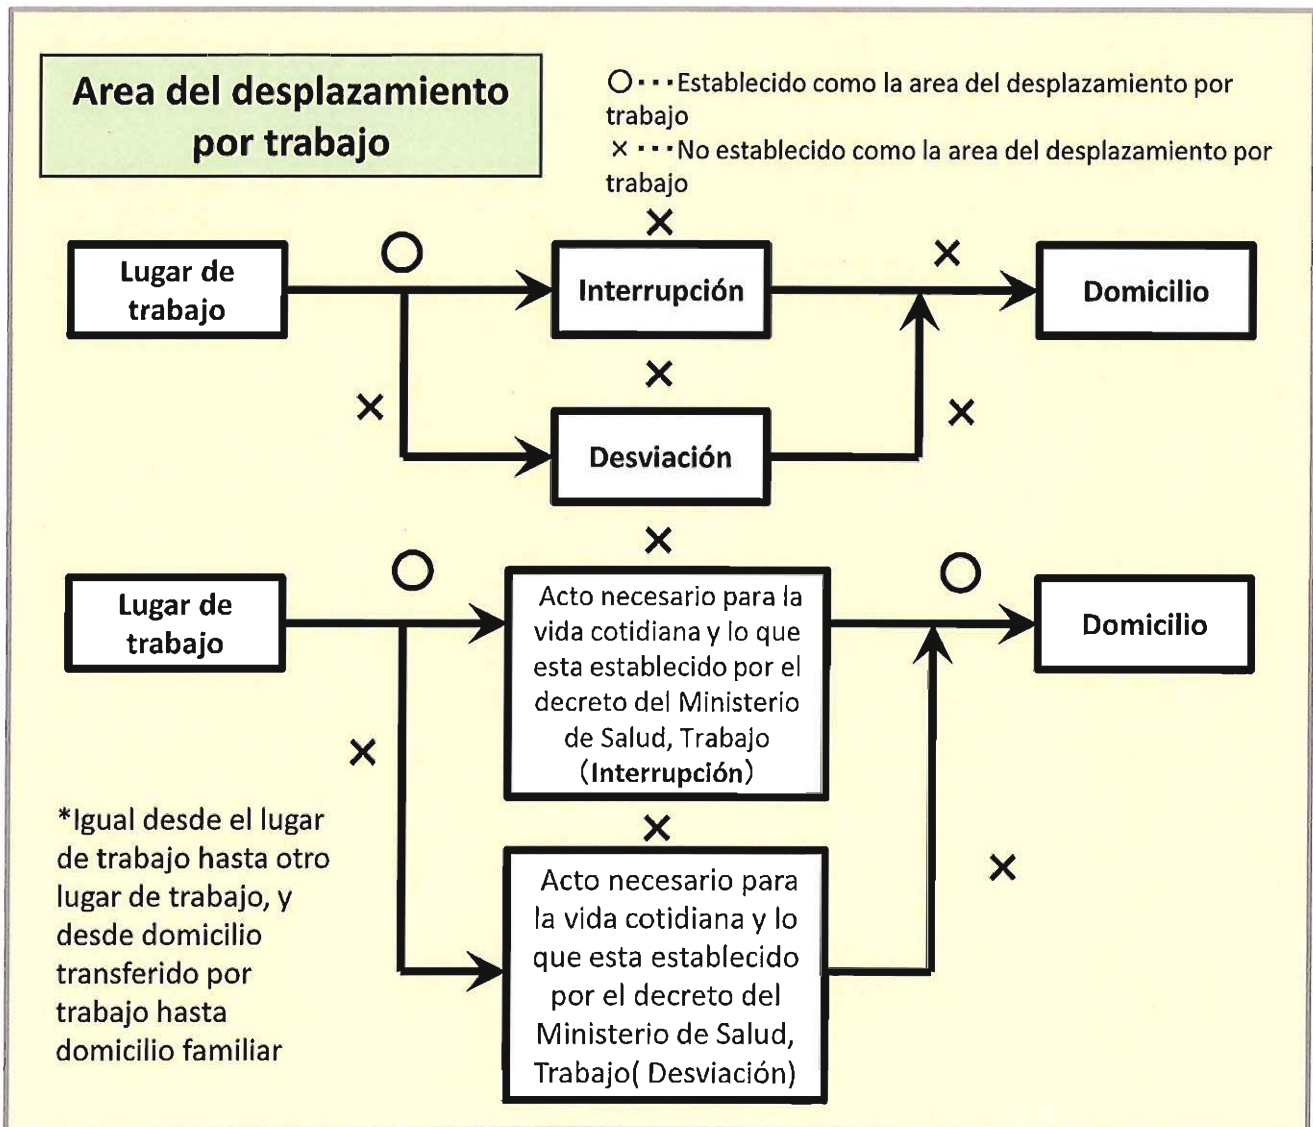 Area del desplazamiento
por trabajo
○･･･Establecido como la area del desplazamiento por
trabajo
×･･･No establecido como la area del desplazamiento por
trabajo
×
○
×
Lugar de
trabajo
Interrupción
Domicilio
×
×
×
Desviación
×
○
○
Lugar de
trabajo
Acto necesario para la
vida cotidiana y lo que
esta establecido por el
decreto del Ministerio
de Salud, Trabajo
(Interrupción)
Domicilio
×
*Igual desde el lugar
de trabajo hasta otro
lugar de trabajo, y
desde domicilio
transferido por
trabajo hasta
domicilio familiar
×
×
Acto necesario para
la vida cotidiana y lo
que esta establecido
por el decreto del
Ministerio de Salud,
Trabajo( Desviación)